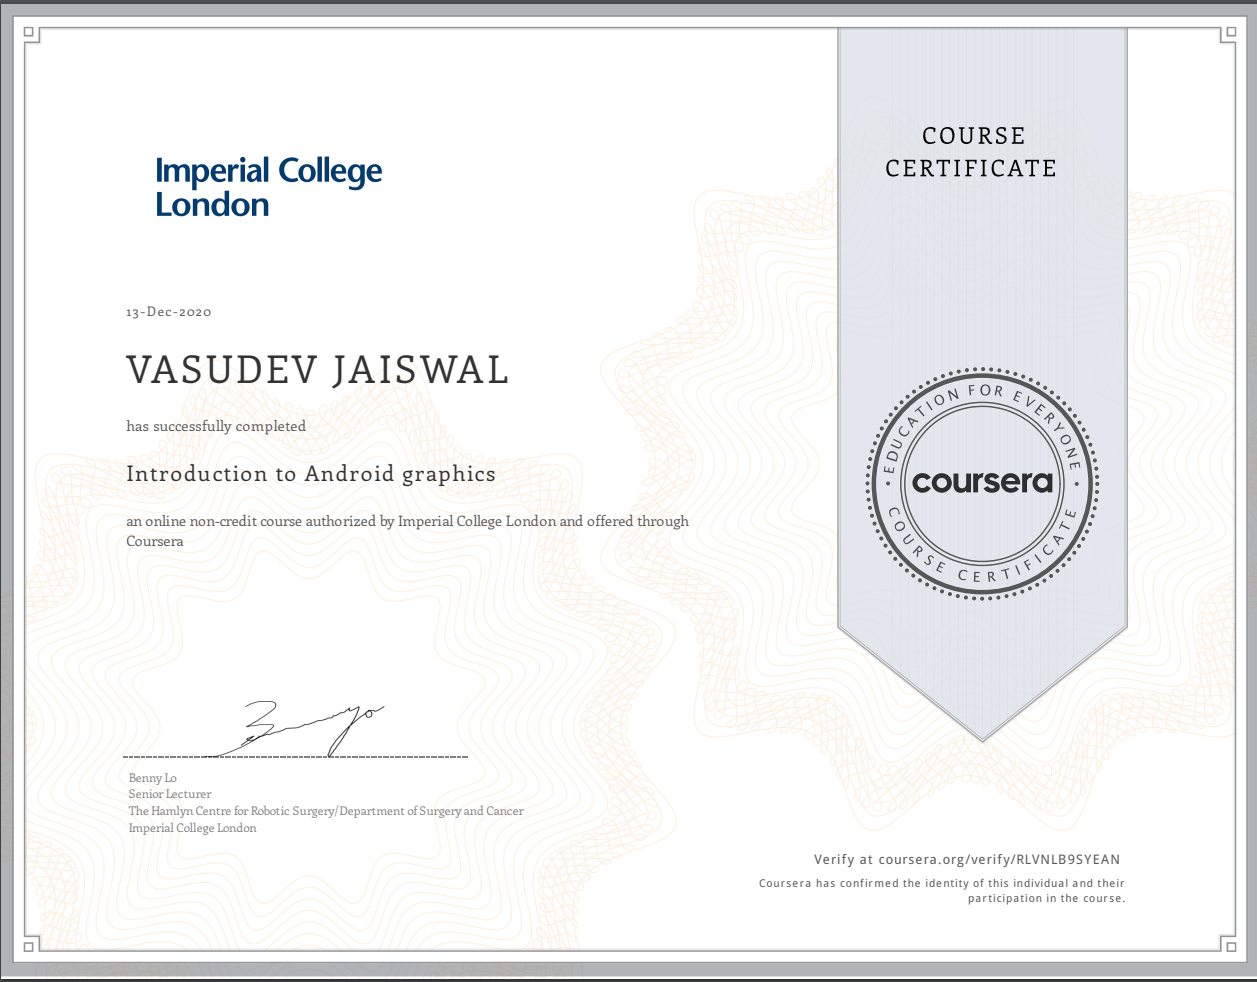 Imperial College
London
COURSE
CERTIFICATE
13-Dec-2020
VASUDEV JAISWAL
has successfully completed
Introduction to Android graphics
an online non-credit course authorized by Imperial College London and offered through
Coursera
EDUCATION FOR EVERYONE
coursera
COURSE CERTIFICATE
Benny Lo
Senior Lecturer
The Hamlyn Centre for Robotic Surgery/Department of Surgery and Cancer
Imperial College London
Verify at coursera.org/verify/RLVNLB9SYEAN
Coursera has confirmed the identity of this individual and their
participation in the course.